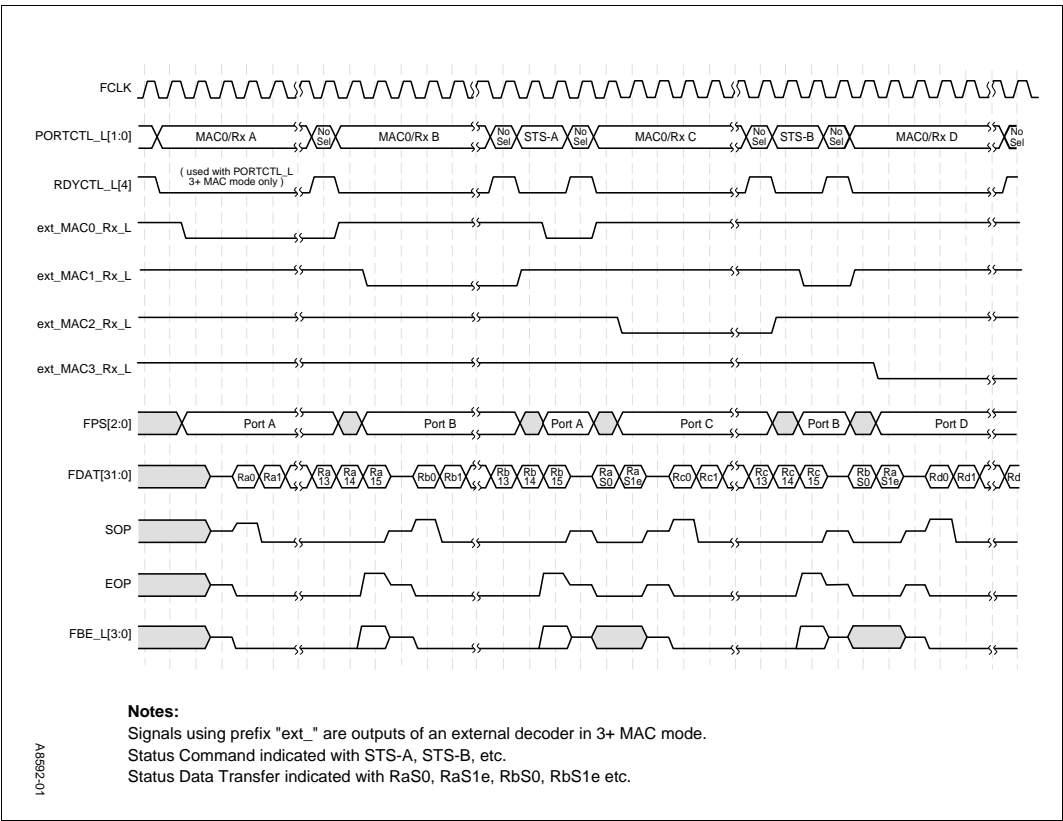 FCLK
PORTCTL_L[1:0] MAC0/Rx A No Sel MAC0/Rx B No Sel STS-A No Sel MAC0/Rx C No Sel STS-B No Sel MAC0/Rx D No Sel
RDYCTL_L[4] ( used with PORTCTL_L
3+ MAC mode only )
ext_MAC0_Rx_L
ext_MAC1_Rx_L
ext_MAC2_Rx_L
ext_MAC3_Rx_L
FPS[2:0] Port A Port B Port A Port C Port B Port D
FDAT[31:0] Ra0 Ra1 Ra 13 Ra 14 Ra 15 Rb0 Rb1 Rb 13 Rb 14 Rb 15 Ra S0 Ra S1e Rc0 Rc1 Rc 13 Rc 14 Rc 15 Rb S0 Ra S1e Rd0 Rd1 Rd
SOP
EOP
FBE_L[3:0]
Notes:
Signals using prefix "ext_" are outputs of an external decoder in 3+ MAC mode.
Status Command indicated with STS-A, STS-B, etc.
Status Data Transfer indicated with RaS0, RaS1e, RbS0, RbS1e etc.
A8592-01